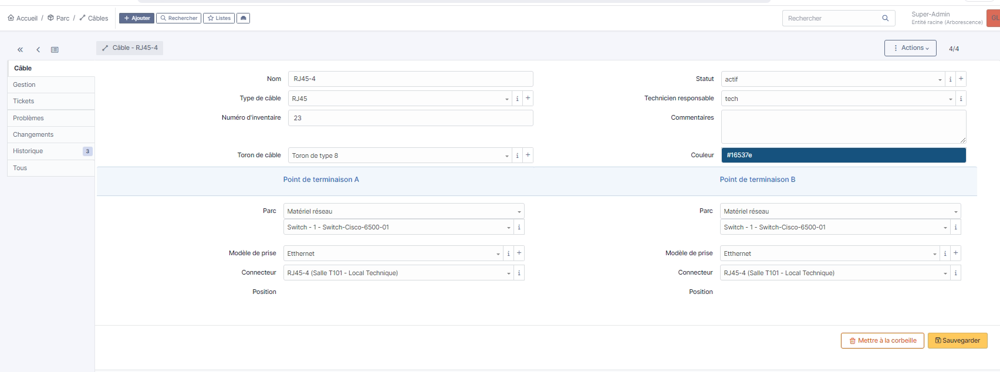 Accueil / Parc / Câbles
+ Ajouter
Rechercher
Listes
Rechercher
Super-Admin
Entité racine (Arborescence)
GL
Câble - RJ45-4
Actions
4/4
Câble
Gestion
Tickets
Problèmes
Changements
Historique 3
Tous
Nom RJ45-4
Statut actif
Type de câble RJ45
Technicien responsable tech
Numéro d'inventaire 23
Commentaires
Toron de câble Toron de type 8
Couleur #16537e
Point de terminaison A
Point de terminaison B
Parc Matériel réseau
Parc Matériel réseau
Switch - 1 - Switch-Cisco-6500-01
Switch - 1 - Switch-Cisco-6500-01
Modèle de prise Etthernet
Modèle de prise Etthernet
Connecteur RJ45-4 (Salle T101 - Local Technique)
Connecteur RJ45-4 (Salle T101 - Local Technique)
Position
Position
Mettre à la corbeille
Sauvegarder